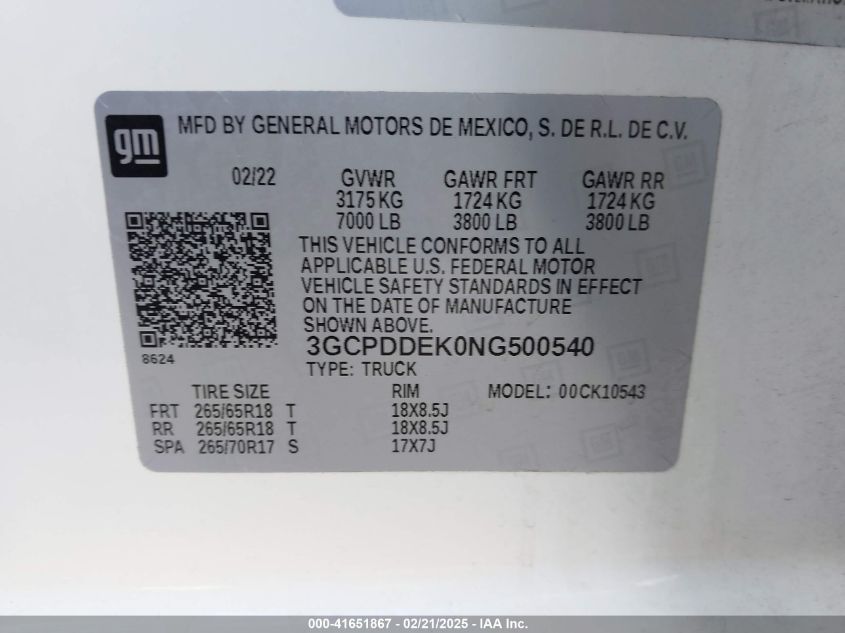 gm
MFD BY GENERAL MOTORS DE MEXICO, S. DE R.L. DE C.V.
02/22 GVWR GAWR FRT GAWR RR
3175 KG 1724 KG 1724 KG
7000 LB 3800 LB 3800 LB
THIS VEHICLE CONFORMS TO ALL
APPLICABLE U.S. FEDERAL MOTOR
VEHICLE SAFETY STANDARDS IN EFFECT
ON THE DATE OF MANUFACTURE
SHOWN ABOVE.
8624
3GCPDDEK0NG500540
TYPE: TRUCK
TIRE SIZE RIM MODEL: 00CK10543
FRT 265/65R18 T 18X8.5J
RR 265/65R18 T 18X8.5J
SPA 265/70R17 S 17X7J
000-41651867 - 02/21/2025 - IAA Inc.